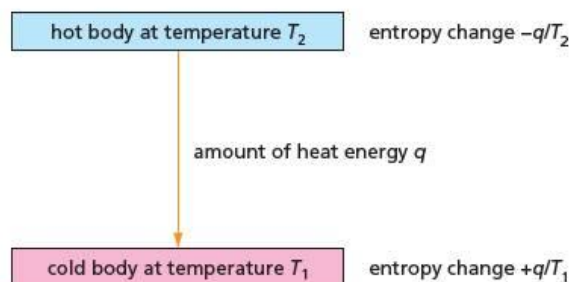 hot body at temperature T₂ entropy change –q/T₂
amount of heat energy q
cold body at temperature T₁ entropy change +q/T₁